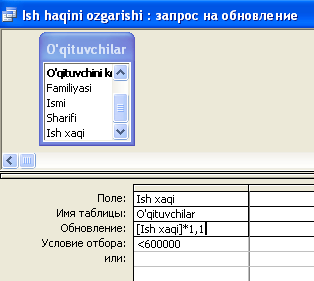 Ish haqini ozgarishi : запрос на обновление
O'qituvchilar
O'qituvchini
Familiyasi
Ismi
Sharifi
Ish xaqi
Поле: Ish xaqi
Имя таблицы: O'qituvchilar
Обновление: [Ish xaqi]*1,1
Условие отбора: <600000
или: